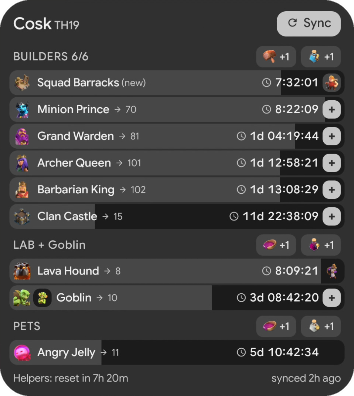 Cosk TH19 Sync
BUILDERS 6/6 +1 +1
Squad Barracks (new) 7:32:01
Minion Prince → 70 8:22:09 +
Grand Warden → 81 1d 04:19:44 +
Archer Queen → 101 1d 12:58:21 +
Barbarian King → 102 1d 13:08:29 +
Clan Castle → 15 11d 22:38:09 +
LAB + Goblin +1 +1
Lava Hound → 8 8:09:21
Goblin → 10 3d 08:42:20 +
PETS +1 +1
Angry Jelly → 11 5d 10:42:34
Helpers: reset in 7h 20m synced 2h ago